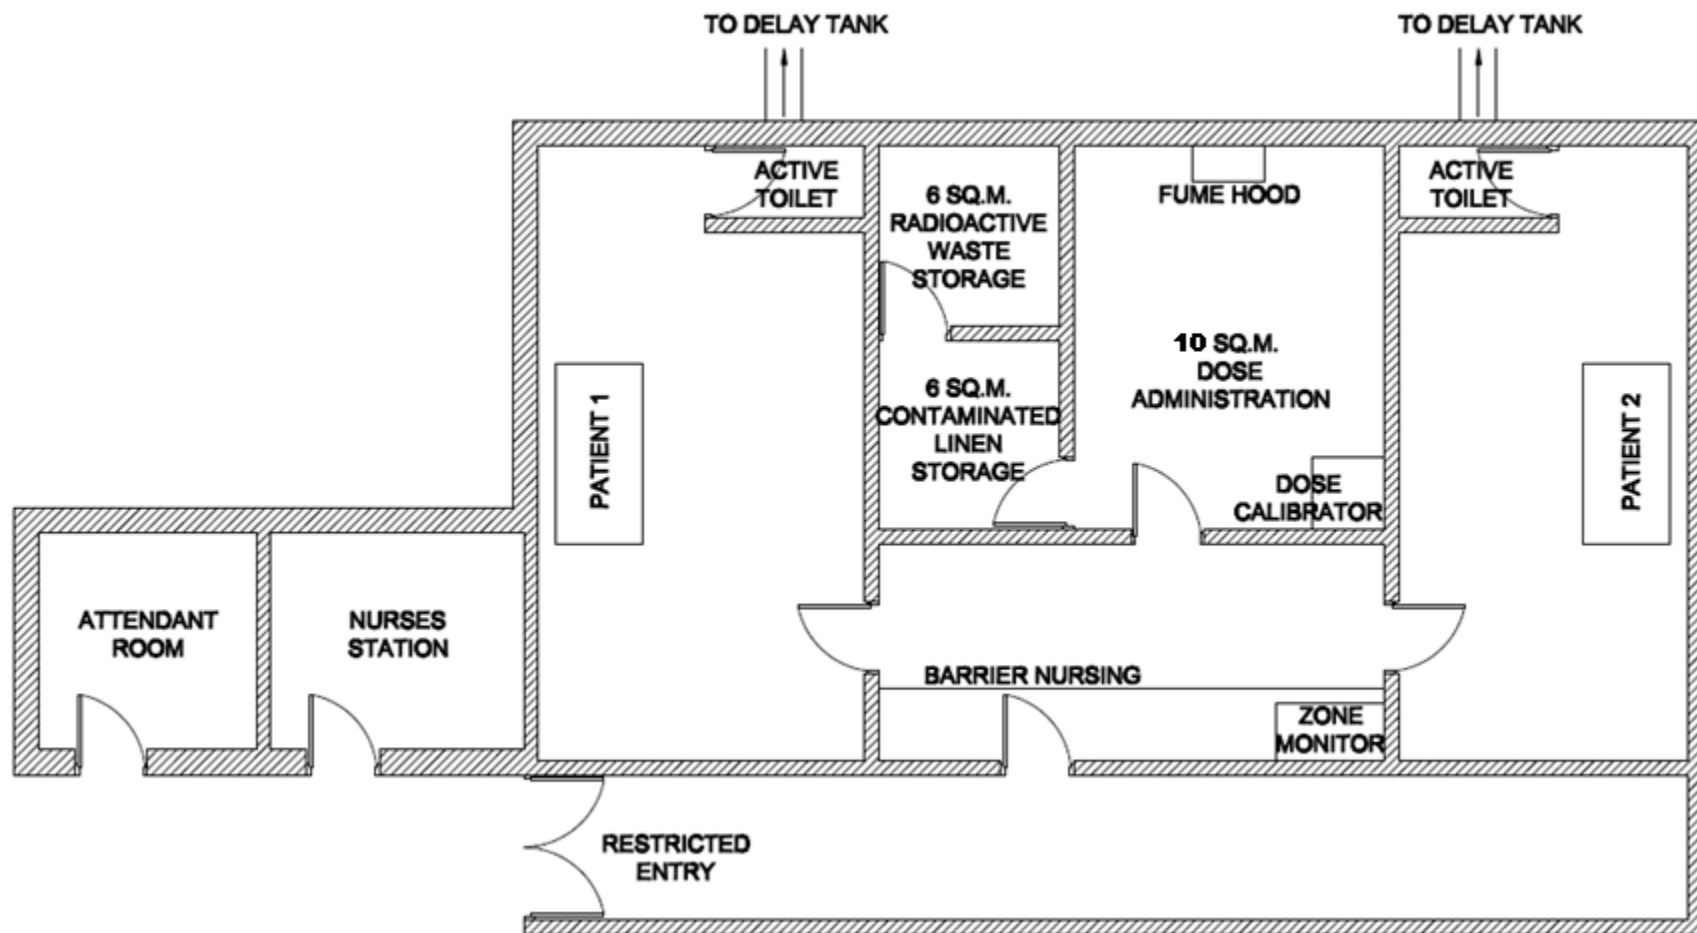 TO DELAY TANK
TO DELAY TANK
ACTIVE
TOILET
6 SQ.M.
RADIOACTIVE
WASTE
STORAGE
FUME HOOD
ACTIVE
TOILET
10 SQ.M.
DOSE
ADMINISTRATION
6 SQ.M.
CONTAMINATED
LINEN
STORAGE
PATIENT 1
DOSE
CALIBRATOR
PATIENT 2
ATTENDANT
ROOM
NURSES
STATION
BARRIER NURSING
ZONE
MONITOR
RESTRICTED
ENTRY